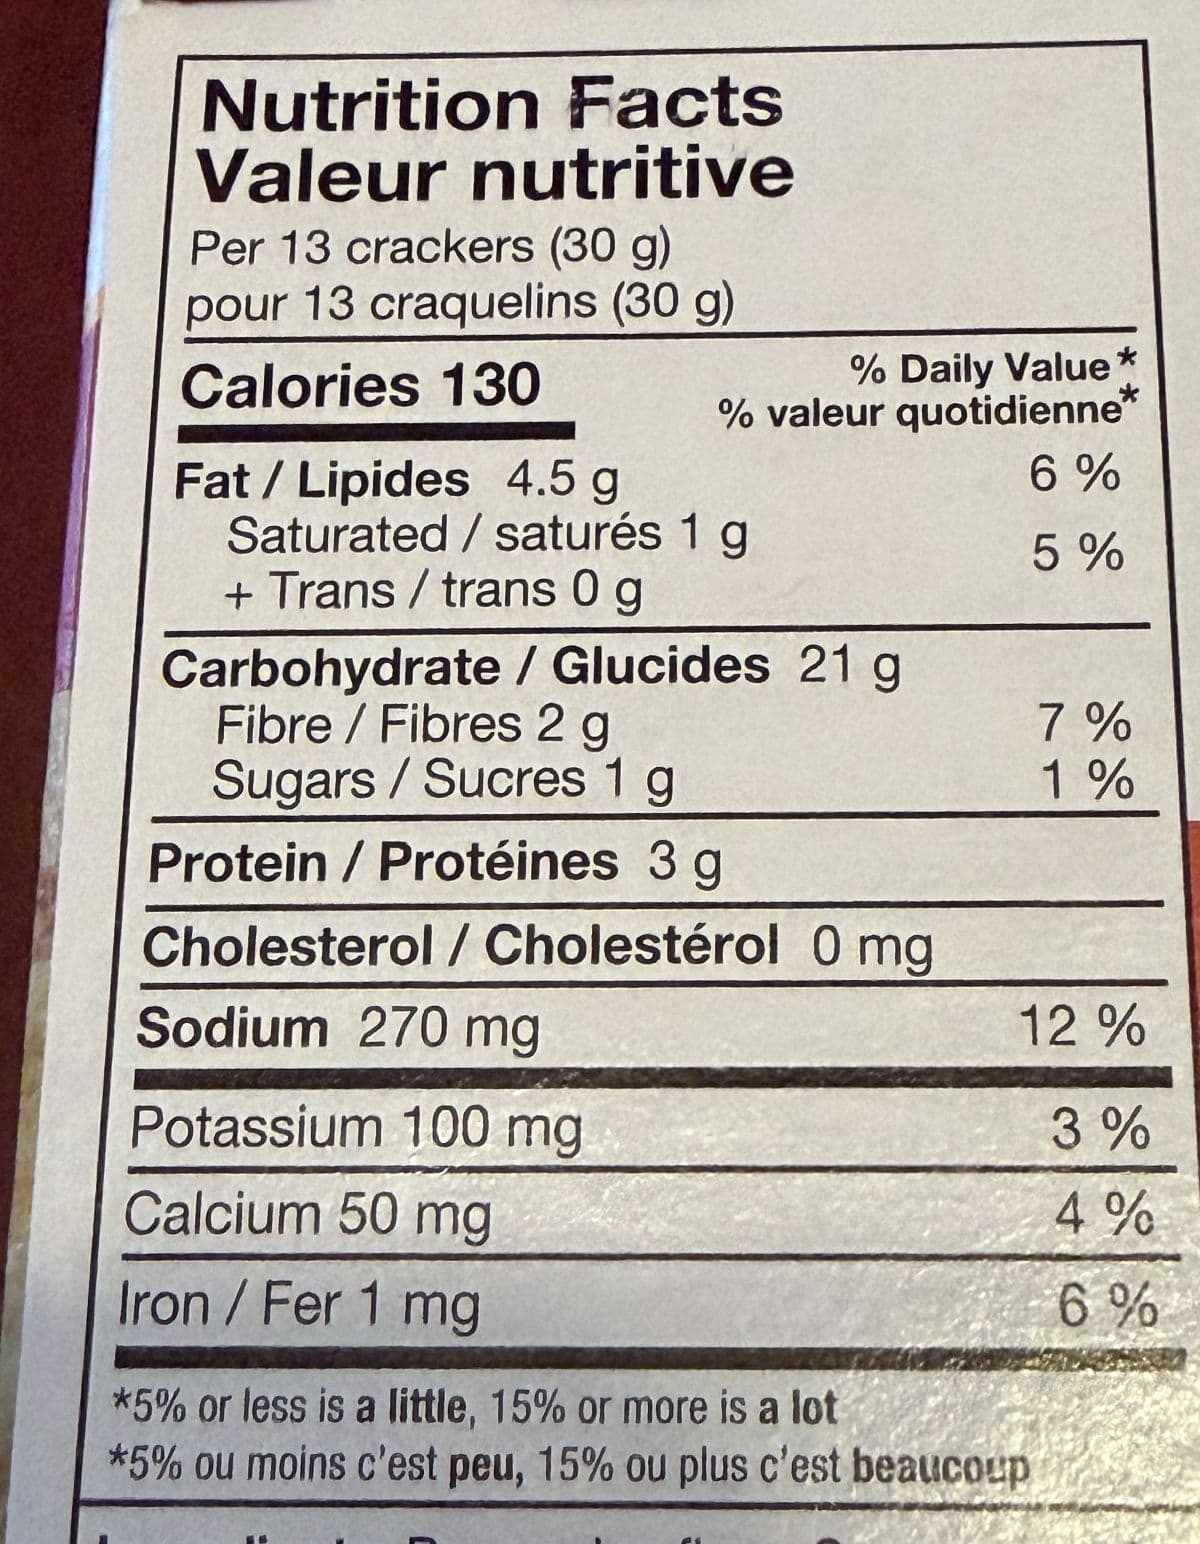 Nutrition Facts
Valeur nutritive
Per 13 crackers (30 g)
pour 13 craquelins (30 g)
Calories 130
% Daily Value*
% valeur quotidienne*
Fat / Lipides 4.5 g 6 %
Saturated / saturés 1 g
+ Trans / trans 0 g 5 %
Carbohydrate / Glucides 21 g
Fibre / Fibres 2 g 7 %
Sugars / Sucres 1 g 1 %
Protein / Protéines 3 g
Cholesterol / Cholestérol 0 mg
Sodium 270 mg 12 %
Potassium 100 mg 3 %
Calcium 50 mg 4 %
Iron / Fer 1 mg 6 %
*5% or less is a little, 15% or more is a lot
*5% ou moins c'est peu, 15% ou plus c'est beaucoup